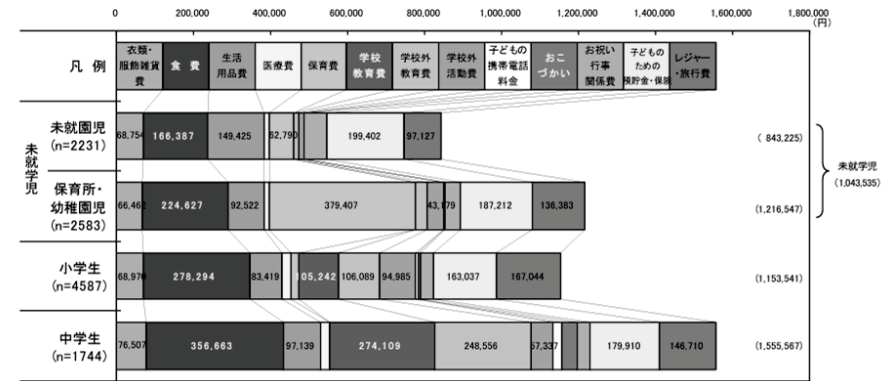 0 200,000 400,000 600,000 800,000 1,000,000 1,200,000 1,400,000 1,600,000 1,800,000
(円)
凡 例
衣類・服飾雑貨費
食 費
生活用品費
医療費
保育費
学校教育費
学校外教育費
学校外活動費
子どもの携帯電話料金
おこづかい
お祝い行事関係費
子どものための預貯金・保険
レジャー・旅行費
未就学児
未就園児
(n=2231)
68,754 166,387 149,425 62,790 199,402 97,127
( 843,225)
保育所・
幼稚園児
(n=2583)
66,462 224,627 92,522 379,407 43,179 187,212 136,383
(1,216,547)
未就学児
(1,043,535)
小学生
(n=4587)
68,970 278,294 83,419 105,242 106,089 94,985 163,037 167,044
(1,153,541)
中学生
(n=1744)
76,507 356,663 97,139 274,109 248,556 57,337 179,910 146,710
(1,555,567)